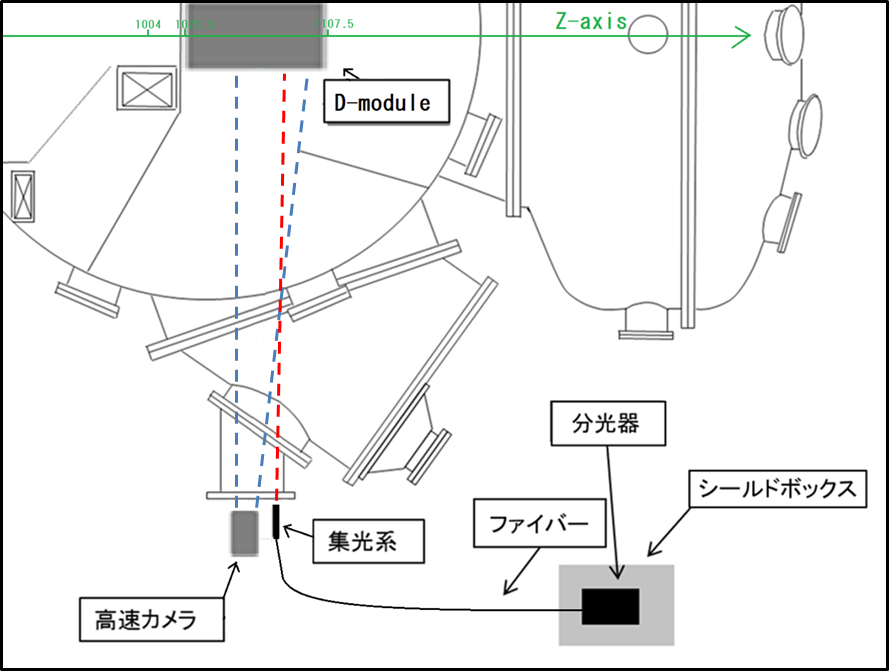 1004
107.5
Z-axis
D-module
分光器
シールドボックス
ファイバー
集光系
高速カメラ